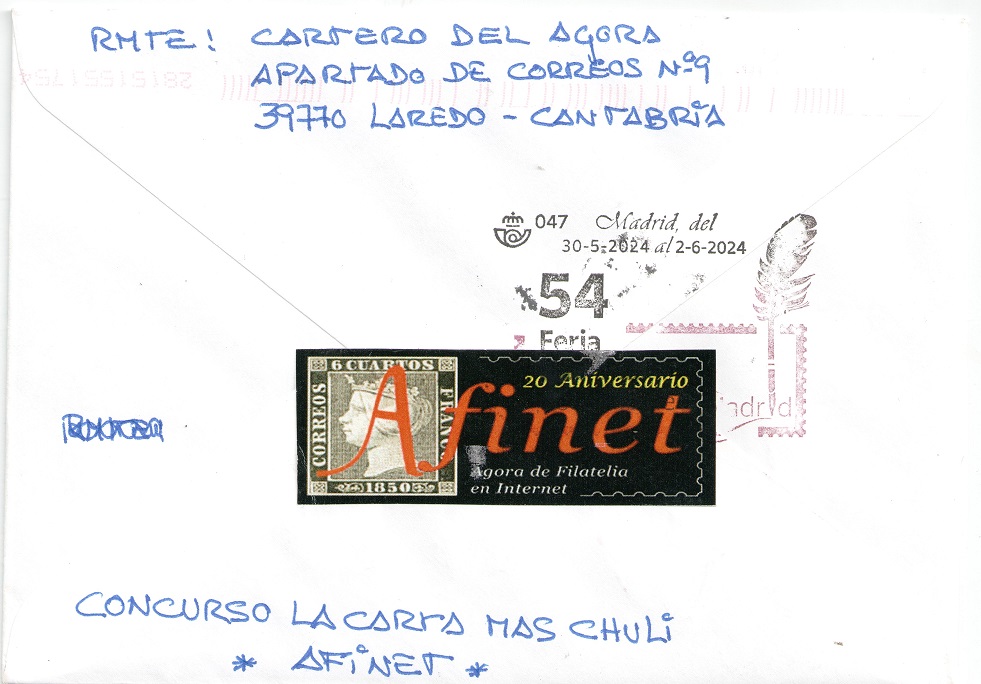 RMTE! CARTERO DEL AGORA
APARTADO DE CORREOS Nº9
39770 LAREDO - CANTABRIA
047 Madrid, del
30-5-2024 al 2-6-2024
54
Feria
6 CUARTOS
CORREOS
FRANCO
1850
20 Aniversario
Afinet
Agora de Filatelia
en Internet
CONCURSO LA CARTA MAS CHULI
* AFINET *